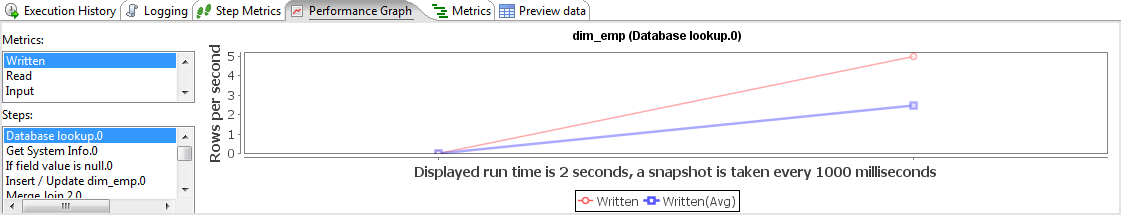 Execution History Logging Step Metrics Performance Graph Metrics Preview data
Metrics:
Written
Read
Input
Steps:
Database lookup.0
Get System Info.0
If field value is null.0
Insert / Update dim_emp.0
Merge Join 2.0
dim_emp (Database lookup.0)
Rows per second
5
4
3
2
1
0
Displayed run time is 2 seconds, a snapshot is taken every 1000 milliseconds
Written Written(Avg)